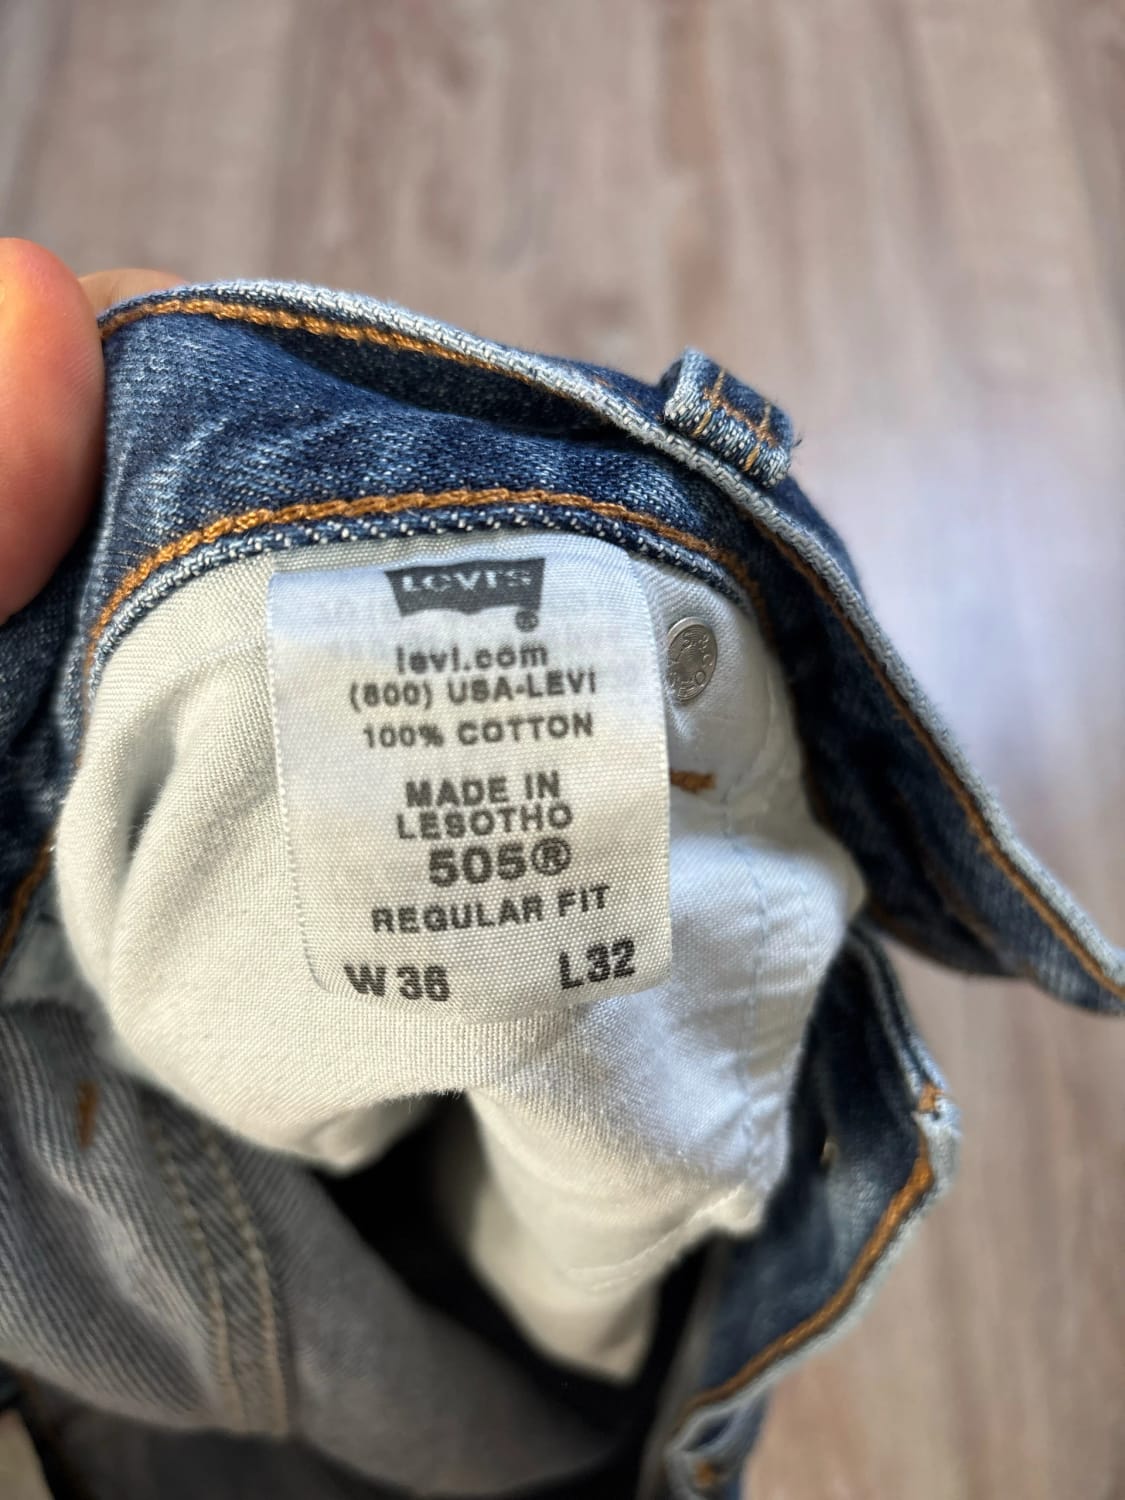 Levi's
®
levi.com
(800) USA-LEVI
100% COTTON
MADE IN
LESOTHO
505®
REGULAR FIT
W 36 L32